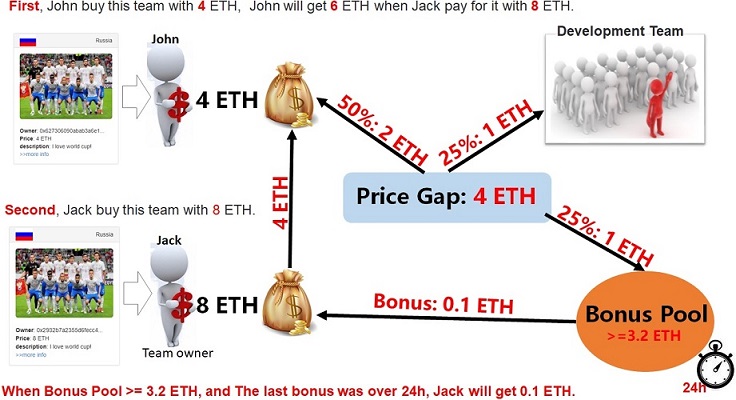 First, John buy this team with 4 ETH, John will get 6 ETH when Jack pay for it with 8 ETH.
Russia
John
Development Team
4 ETH
50%: 2 ETH
25%: 1 ETH
Owner: 0x627306090abab3a6e1...
Price: 4 ETH
description: I love world cup!
>>more info
4 ETH
Price Gap: 4 ETH
Second, Jack buy this team with 8 ETH.
25%: 1 ETH
Russia
Jack
8 ETH
Bonus: 0.1 ETH
Bonus Pool
>=3.2 ETH
Owner: 0x2932b7a2355d6fecc4...
Price: 8 ETH
description: I love world cup!
>>more info
Team owner
24h
When Bonus Pool >= 3.2 ETH, and The last bonus was over 24h, Jack will get 0.1 ETH.